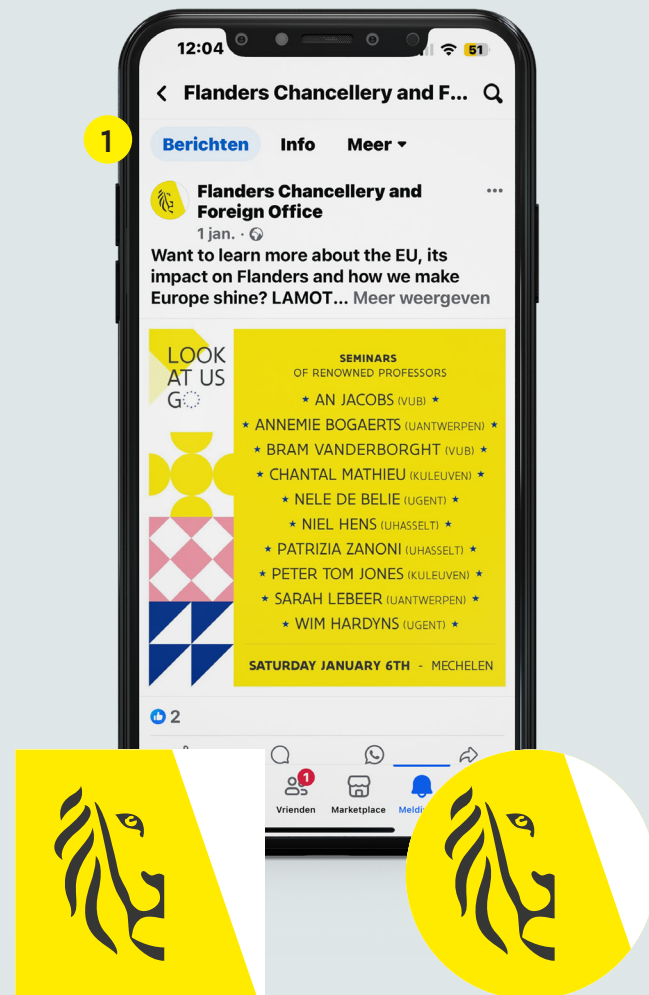 12:04
51
Flanders Chancellery and F...
1
Berichten Info Meer
Flanders Chancellery and
Foreign Office
1 jan. ·
Want to learn more about the EU, its
impact on Flanders and how we make
Europe shine? LAMOT... Meer weergeven
LOOK
AT US
GO
SEMINARS
OF RENOWNED PROFESSORS
★ AN JACOBS (VUB) ★
★ ANNEMIE BOGAERTS (UANTWERPEN) ★
★ BRAM VANDERBORGHT (VUB) ★
★ CHANTAL MATHIEU (KULEUVEN) ★
★ NELE DE BELIE (UGENT) ★
★ NIEL HENS (UHASSELT) ★
★ PATRIZIA ZANONI (UHASSELT) ★
★ PETER TOM JONES (KULEUVEN) ★
★ SARAH LEBEER (UANTWERPEN) ★
★ WIM HARDYNS (UGENT) ★
SATURDAY JANUARY 6TH - MECHELEN
2
1
Vrienden Marketplace